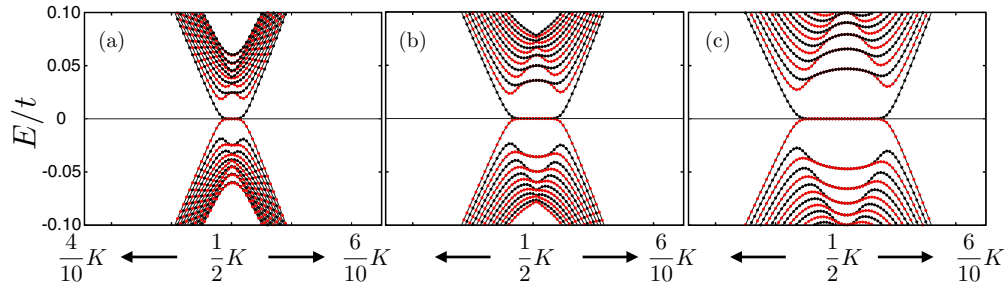 (a) (b) (c)
0.10
0.05
0
-0.05
-0.10
E/t
4/10 K ← 1/2 K → 6/10 K ← 1/2 K → 6/10 K ← 1/2 K → 6/10 K